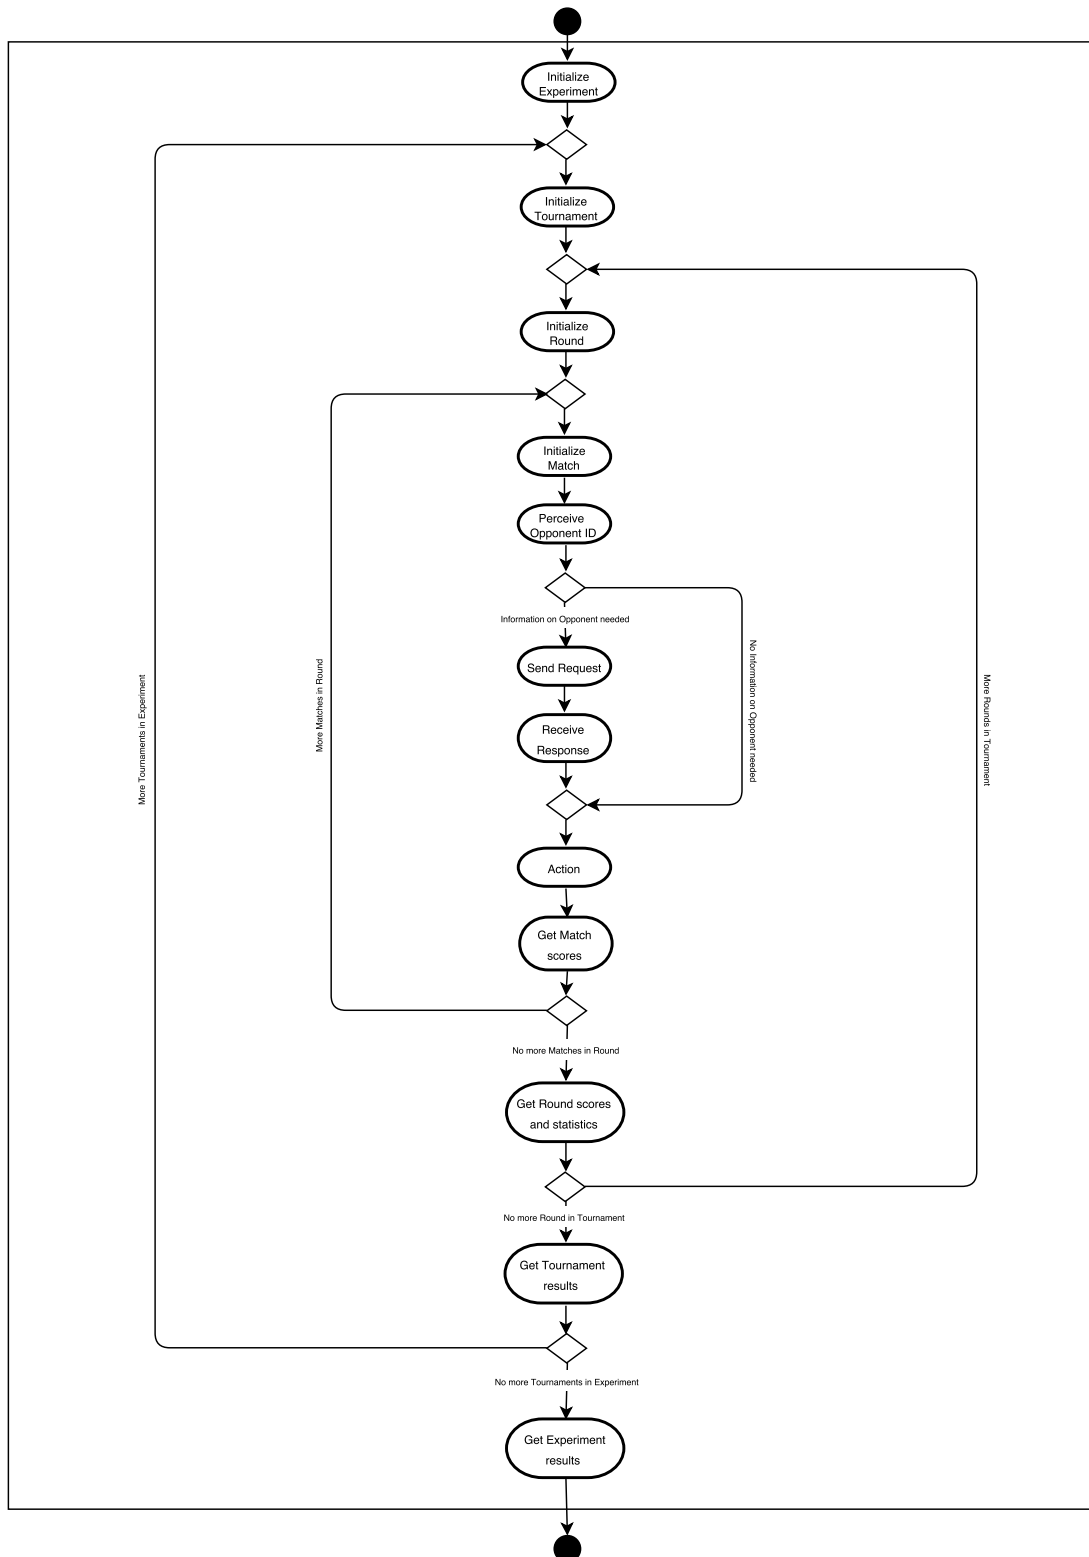 Initialize
Experiment
Initialize
Tournament
Initialize
Round
Initialize
Match
Perceive
Opponent ID
Information on Opponent needed
No Information on Opponent needed
Send Request
More Matches in Round
More Tournaments in Experiment
More Rounds in Tournament
Receive
Response
Action
Get Match
scores
No more Matches in Round
Get Round scores
and statistics
No more Round in Tournament
Get Tournament
results
No more Tournaments in Experiment
Get Experiment
results